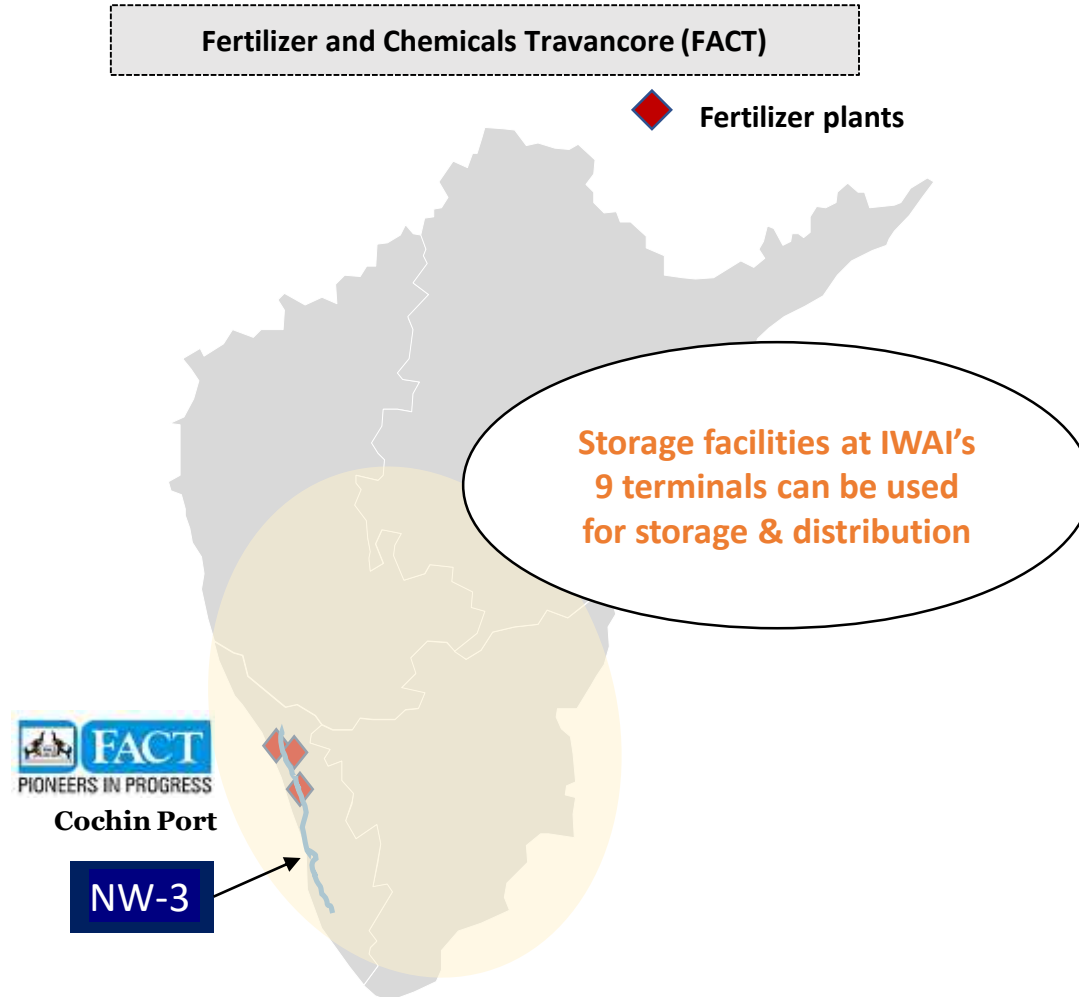 Fertilizer and Chemicals Travancore (FACT)
Fertilizer plants
Storage facilities at IWAI’s
9 terminals can be used
for storage & distribution
FACT
PIONEERS IN PROGRESS
Cochin Port
NW-3